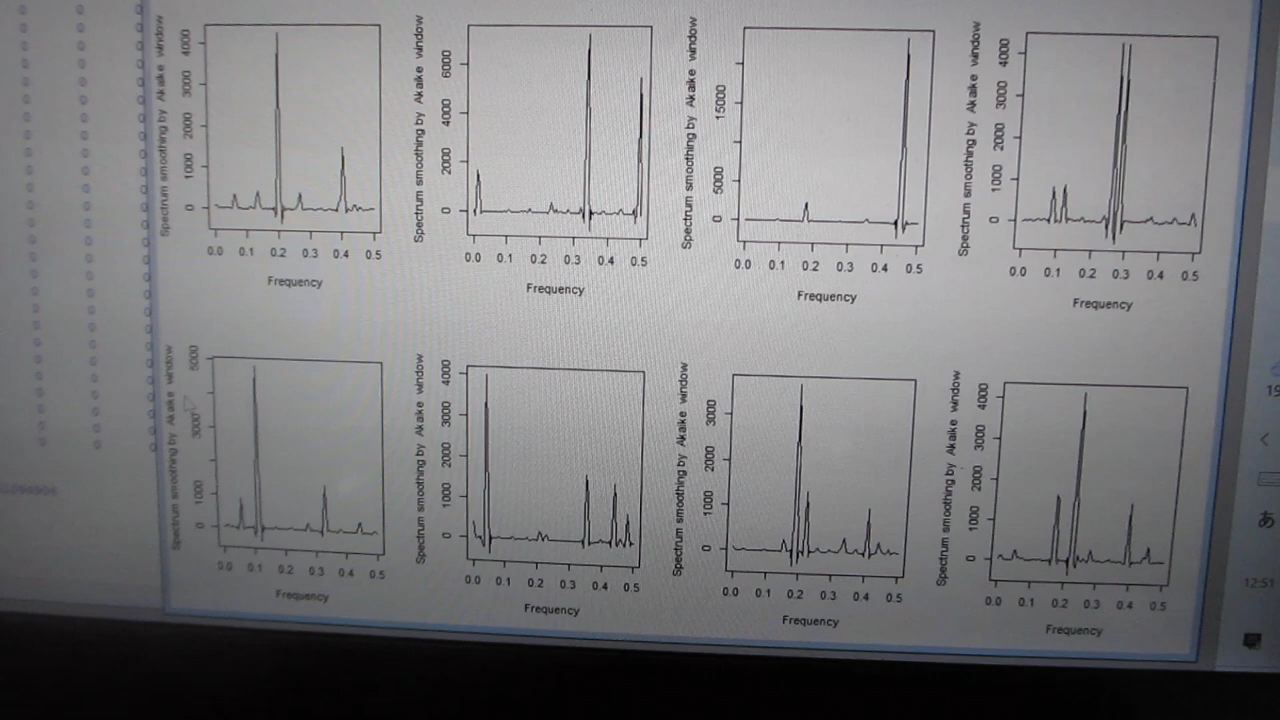 Spectrum smoothing by Akaike window
0 1000 2000 3000 4000
0.0 0.1 0.2 0.3 0.4 0.5
Frequency
Spectrum smoothing by Akaike window
0 2000 4000 6000
0.0 0.1 0.2 0.3 0.4 0.5
Frequency
Spectrum smoothing by Akaike window
0 5000 15000
0.0 0.1 0.2 0.3 0.4 0.5
Frequency
Spectrum smoothing by Akaike window
0 1000 2000 3000 4000
0.0 0.1 0.2 0.3 0.4 0.5
Frequency
Spectrum smoothing by Akaike window
0 1000 3000 5000
0.0 0.1 0.2 0.3 0.4 0.5
Frequency
Spectrum smoothing by Akaike window
0 1000 2000 3000 4000
0.0 0.1 0.2 0.3 0.4 0.5
Frequency
Spectrum smoothing by Akaike window
0 1000 2000 3000
0.0 0.1 0.2 0.3 0.4 0.5
Frequency
Spectrum smoothing by Akaike window
0 1000 2000 3000 4000
0.0 0.1 0.2 0.3 0.4 0.5
Frequency
19
あ
12:51